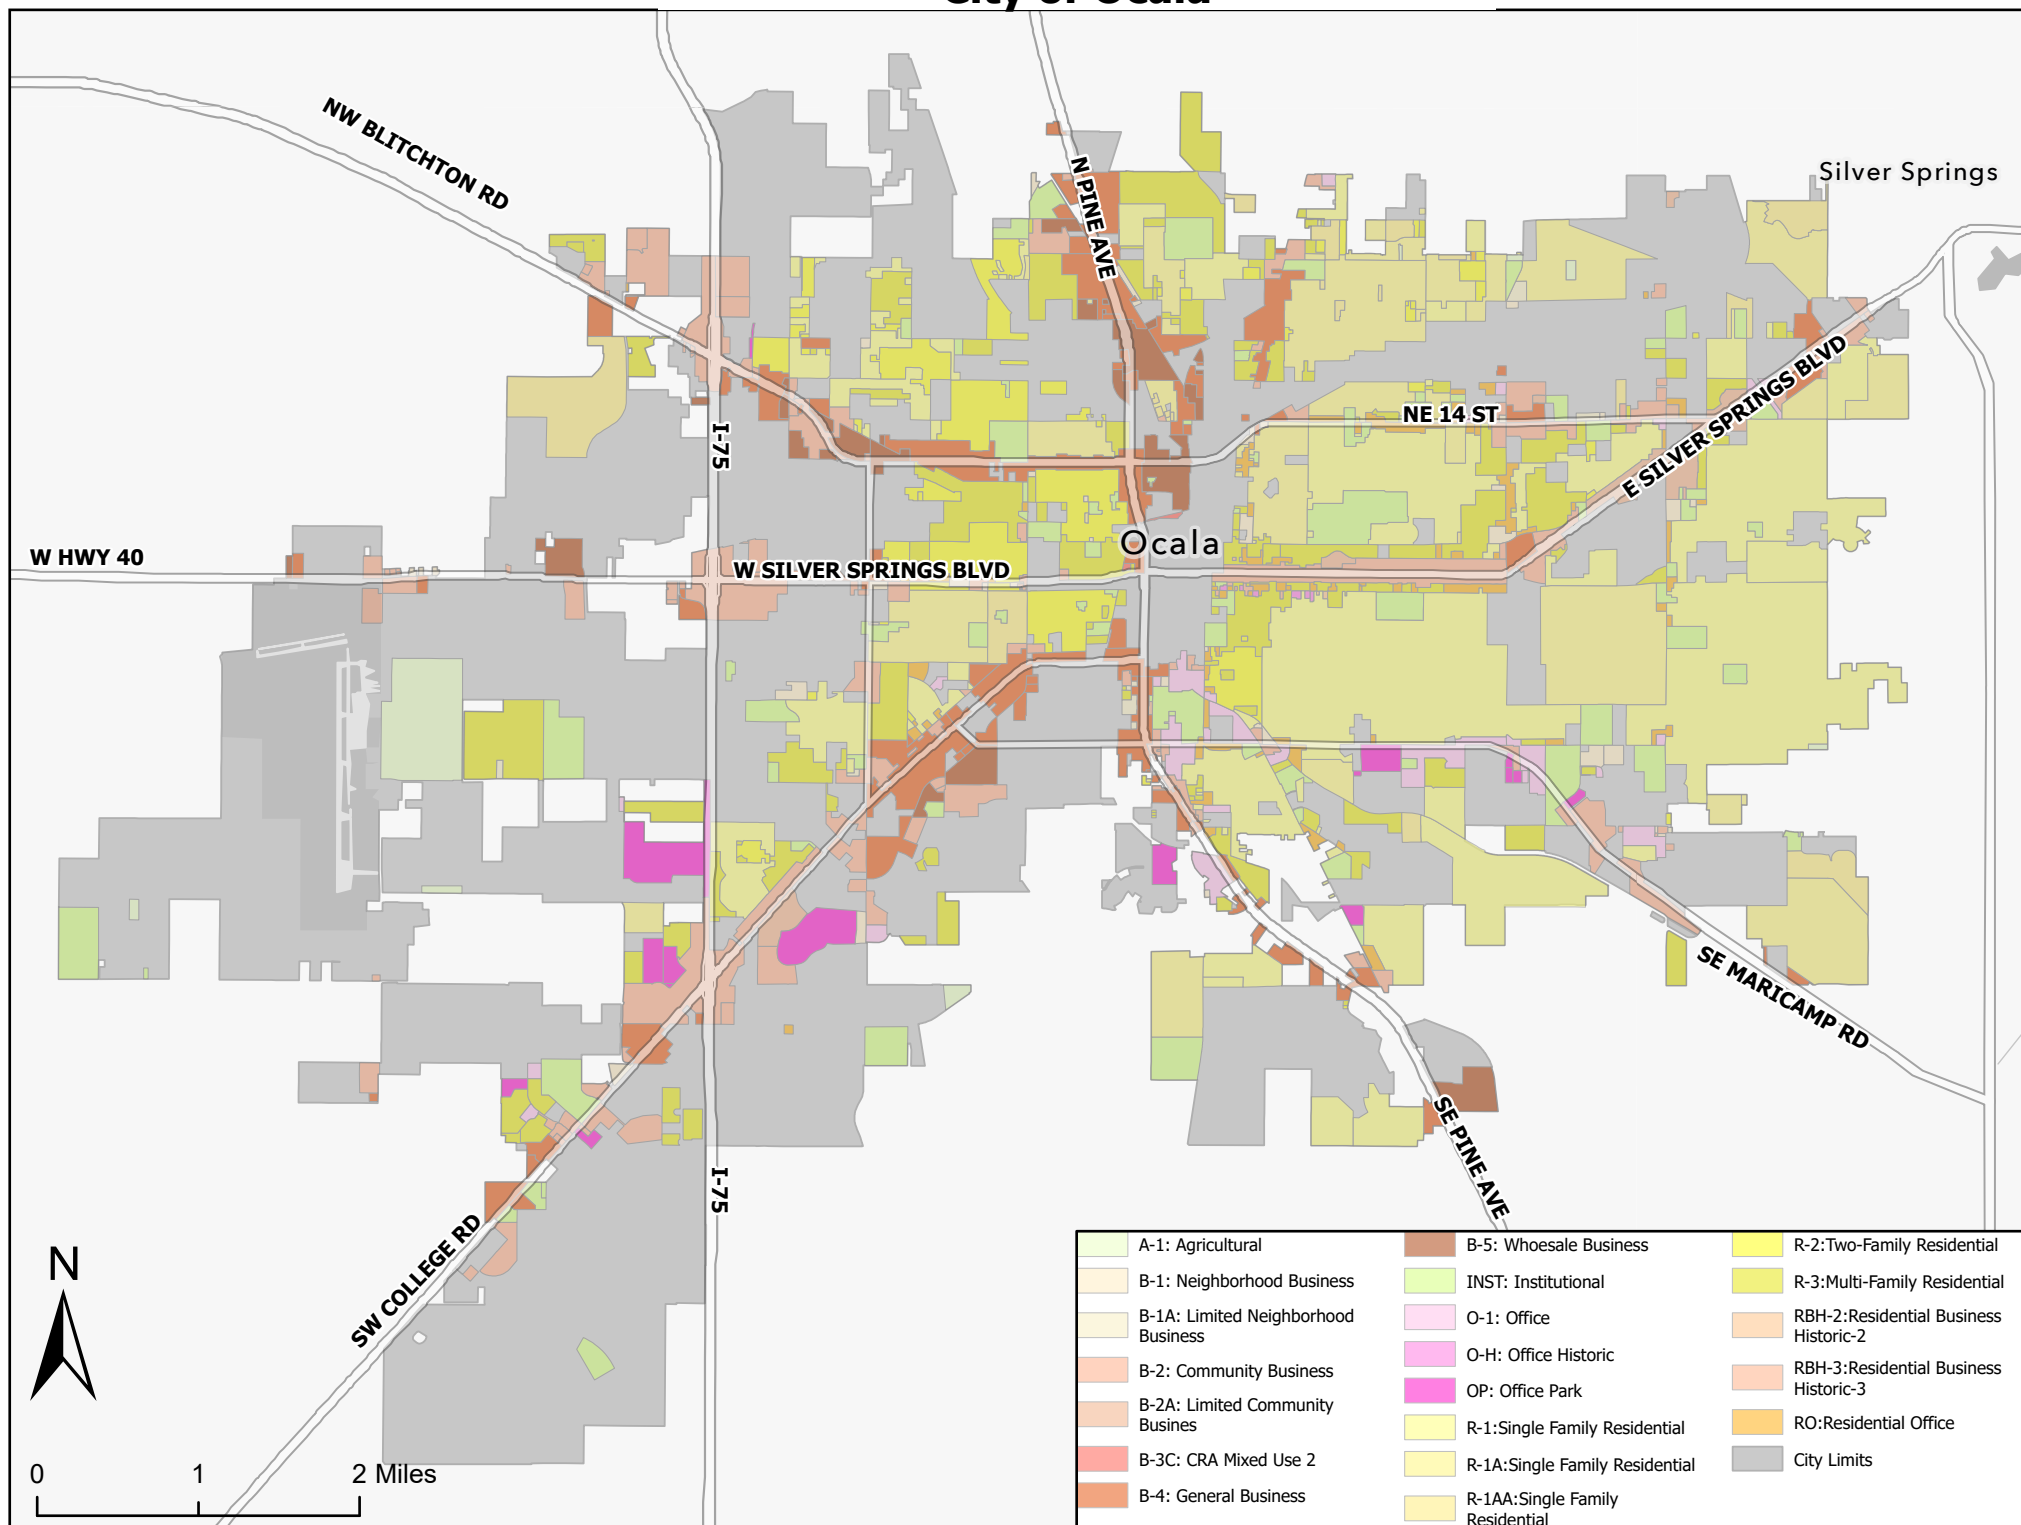 City of Ocala
Silver Springs
NW BLITCHTON RD
N PINE AVE
I-75
NE 14 ST
E SILVER SPRINGS BLVD
W HWY 40
Ocala
W SILVER SPRINGS BLVD
SE MARICAMP RD
SE PINE AVE
I-75
SW COLLEGE RD
N
0 1 2 Miles
A-1: Agricultural
B-1: Neighborhood Business
B-1A: Limited Neighborhood
Business
B-2: Community Business
B-2A: Limited Community
Busines
B-3C: CRA Mixed Use 2
B-4: General Business
B-5: Whoesale Business
INST: Institutional
O-1: Office
O-H: Office Historic
OP: Office Park
R-1:Single Family Residential
R-1A:Single Family Residential
R-1AA:Single Family
Residential
R-2:Two-Family Residential
R-3:Multi-Family Residential
RBH-2:Residential Business
Historic-2
RBH-3:Residential Business
Historic-3
RO:Residential Office
City Limits